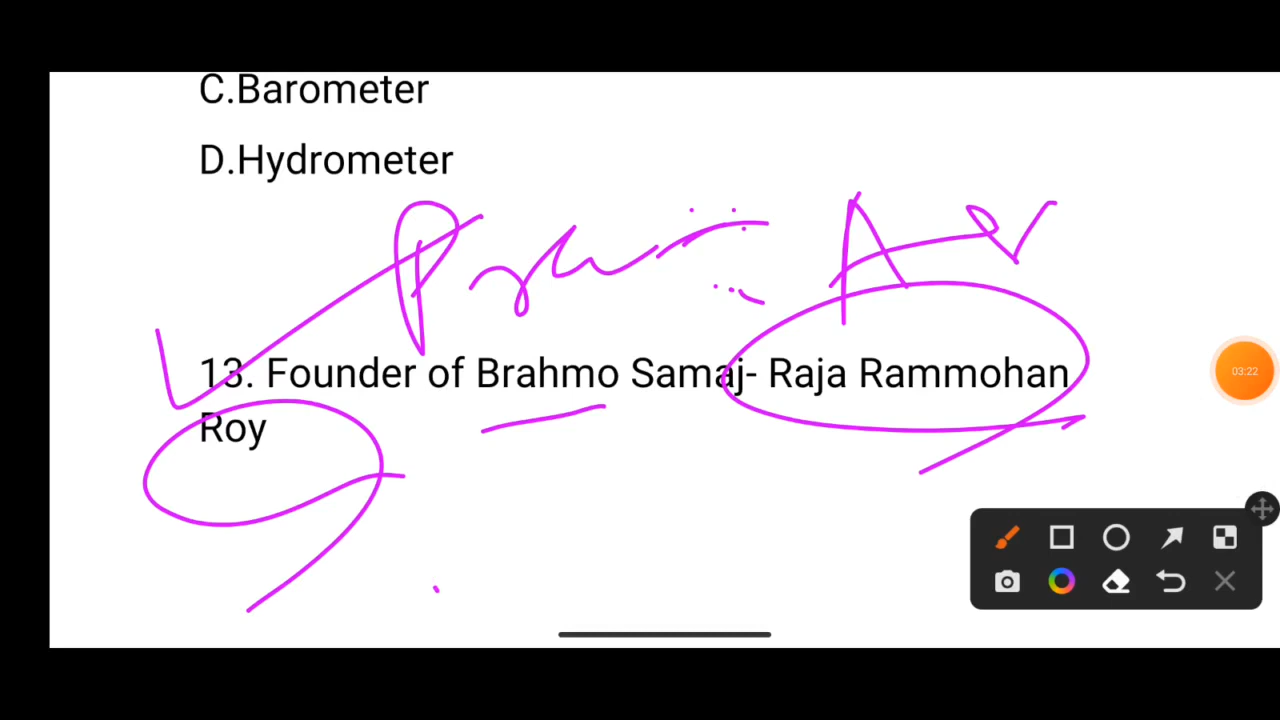 C.Barometer
D.Hydrometer
13. Founder of Brahmo Samaj- Raja Rammohan
Roy
03:22